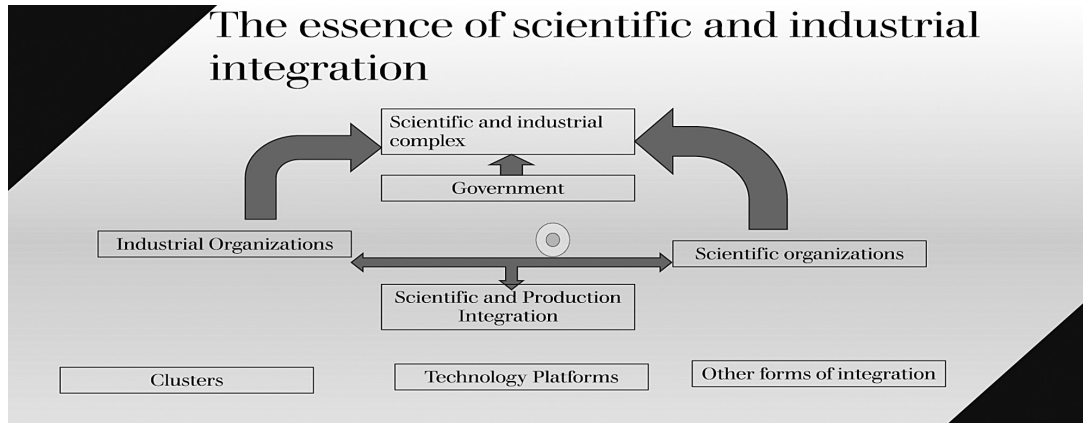 The essence of scientific and industrial
integration
Scientific and industrial
complex
Government
Industrial Organizations
Scientific organizations
Scientific and Production
Integration
Clusters
Technology Platforms
Other forms of integration